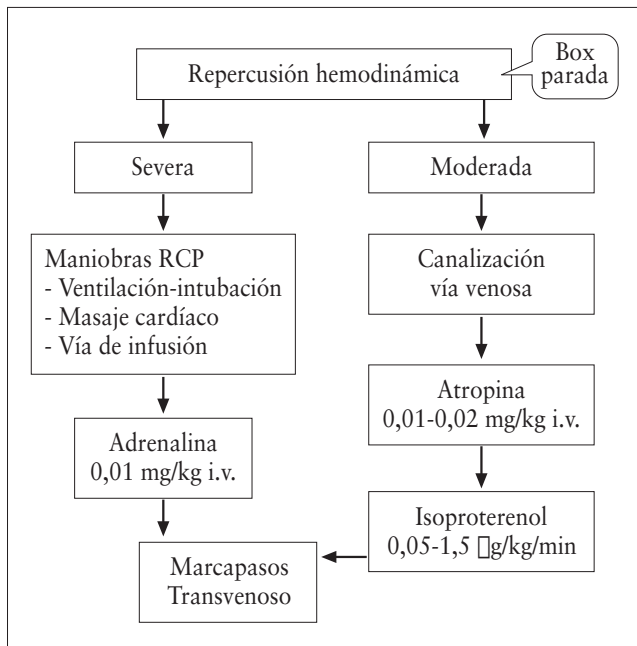 Repercusión hemodinámica
Box
parada
Severa
Moderada
Maniobras RCP
- Ventilación-intubación
- Masaje cardíaco
- Vía de infusión
Canalización
vía venosa
Atropina
0,01-0,02 mg/kg i.v.
Adrenalina
0,01 mg/kg i.v.
Isoproterenol
0,05-1,5 □g/kg/min
Marcapasos
Transvenoso